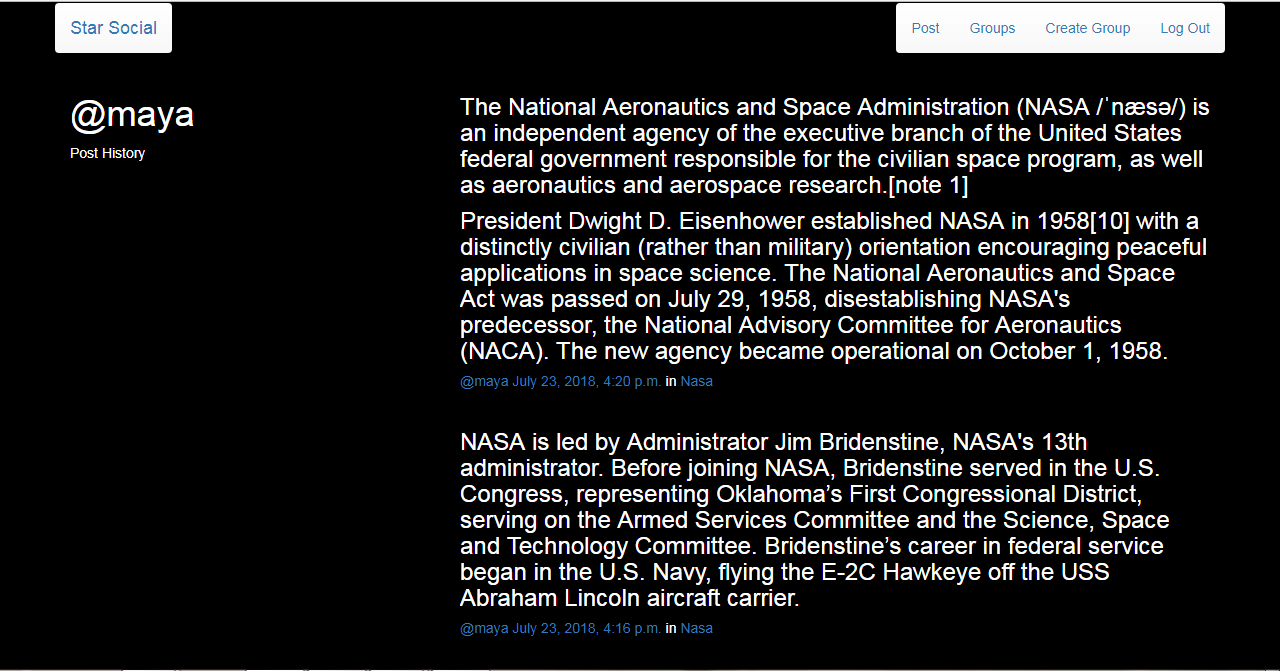 Star Social
Post Groups Create Group Log Out
@maya
Post History
The National Aeronautics and Space Administration (NASA /ˈnæsə/) is
an independent agency of the executive branch of the United States
federal government responsible for the civilian space program, as well
as aeronautics and aerospace research.[note 1]
President Dwight D. Eisenhower established NASA in 1958[10] with a
distinctly civilian (rather than military) orientation encouraging peaceful
applications in space science. The National Aeronautics and Space
Act was passed on July 29, 1958, disestablishing NASA's
predecessor, the National Advisory Committee for Aeronautics
(NACA). The new agency became operational on October 1, 1958.
@maya July 23, 2018, 4:20 p.m. in Nasa
NASA is led by Administrator Jim Bridenstine, NASA's 13th
administrator. Before joining NASA, Bridenstine served in the U.S.
Congress, representing Oklahoma’s First Congressional District,
serving on the Armed Services Committee and the Science, Space
and Technology Committee. Bridenstine’s career in federal service
began in the U.S. Navy, flying the E-2C Hawkeye off the USS
Abraham Lincoln aircraft carrier.
@maya July 23, 2018, 4:16 p.m. in Nasa